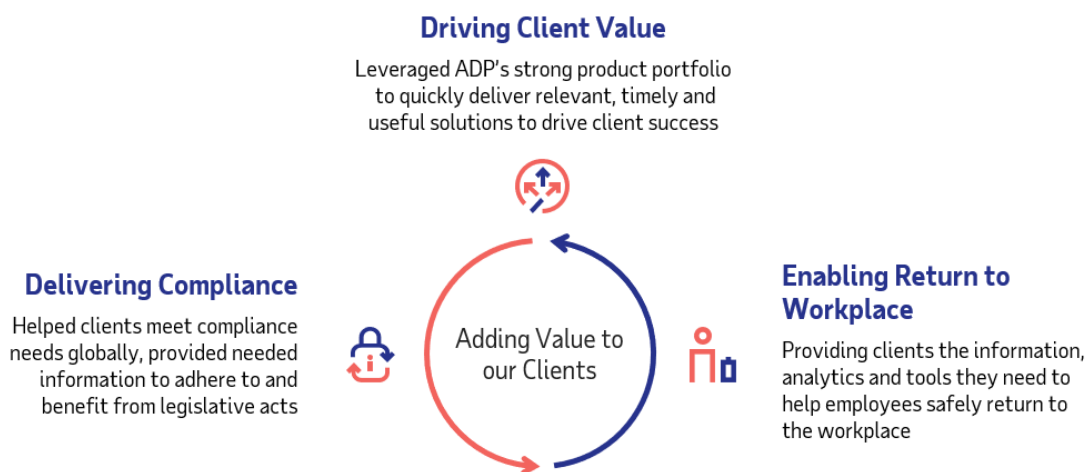 Driving Client Value
Leveraged ADP's strong product portfolio
to quickly deliver relevant, timely and
useful solutions to drive client success
Delivering Compliance
Helped clients meet compliance
needs globally, provided needed
information to adhere to and
benefit from legislative acts
Adding Value to
our Clients
Enabling Return to
Workplace
Providing clients the information,
analytics and tools they need to
help employees safely return to
the workplace